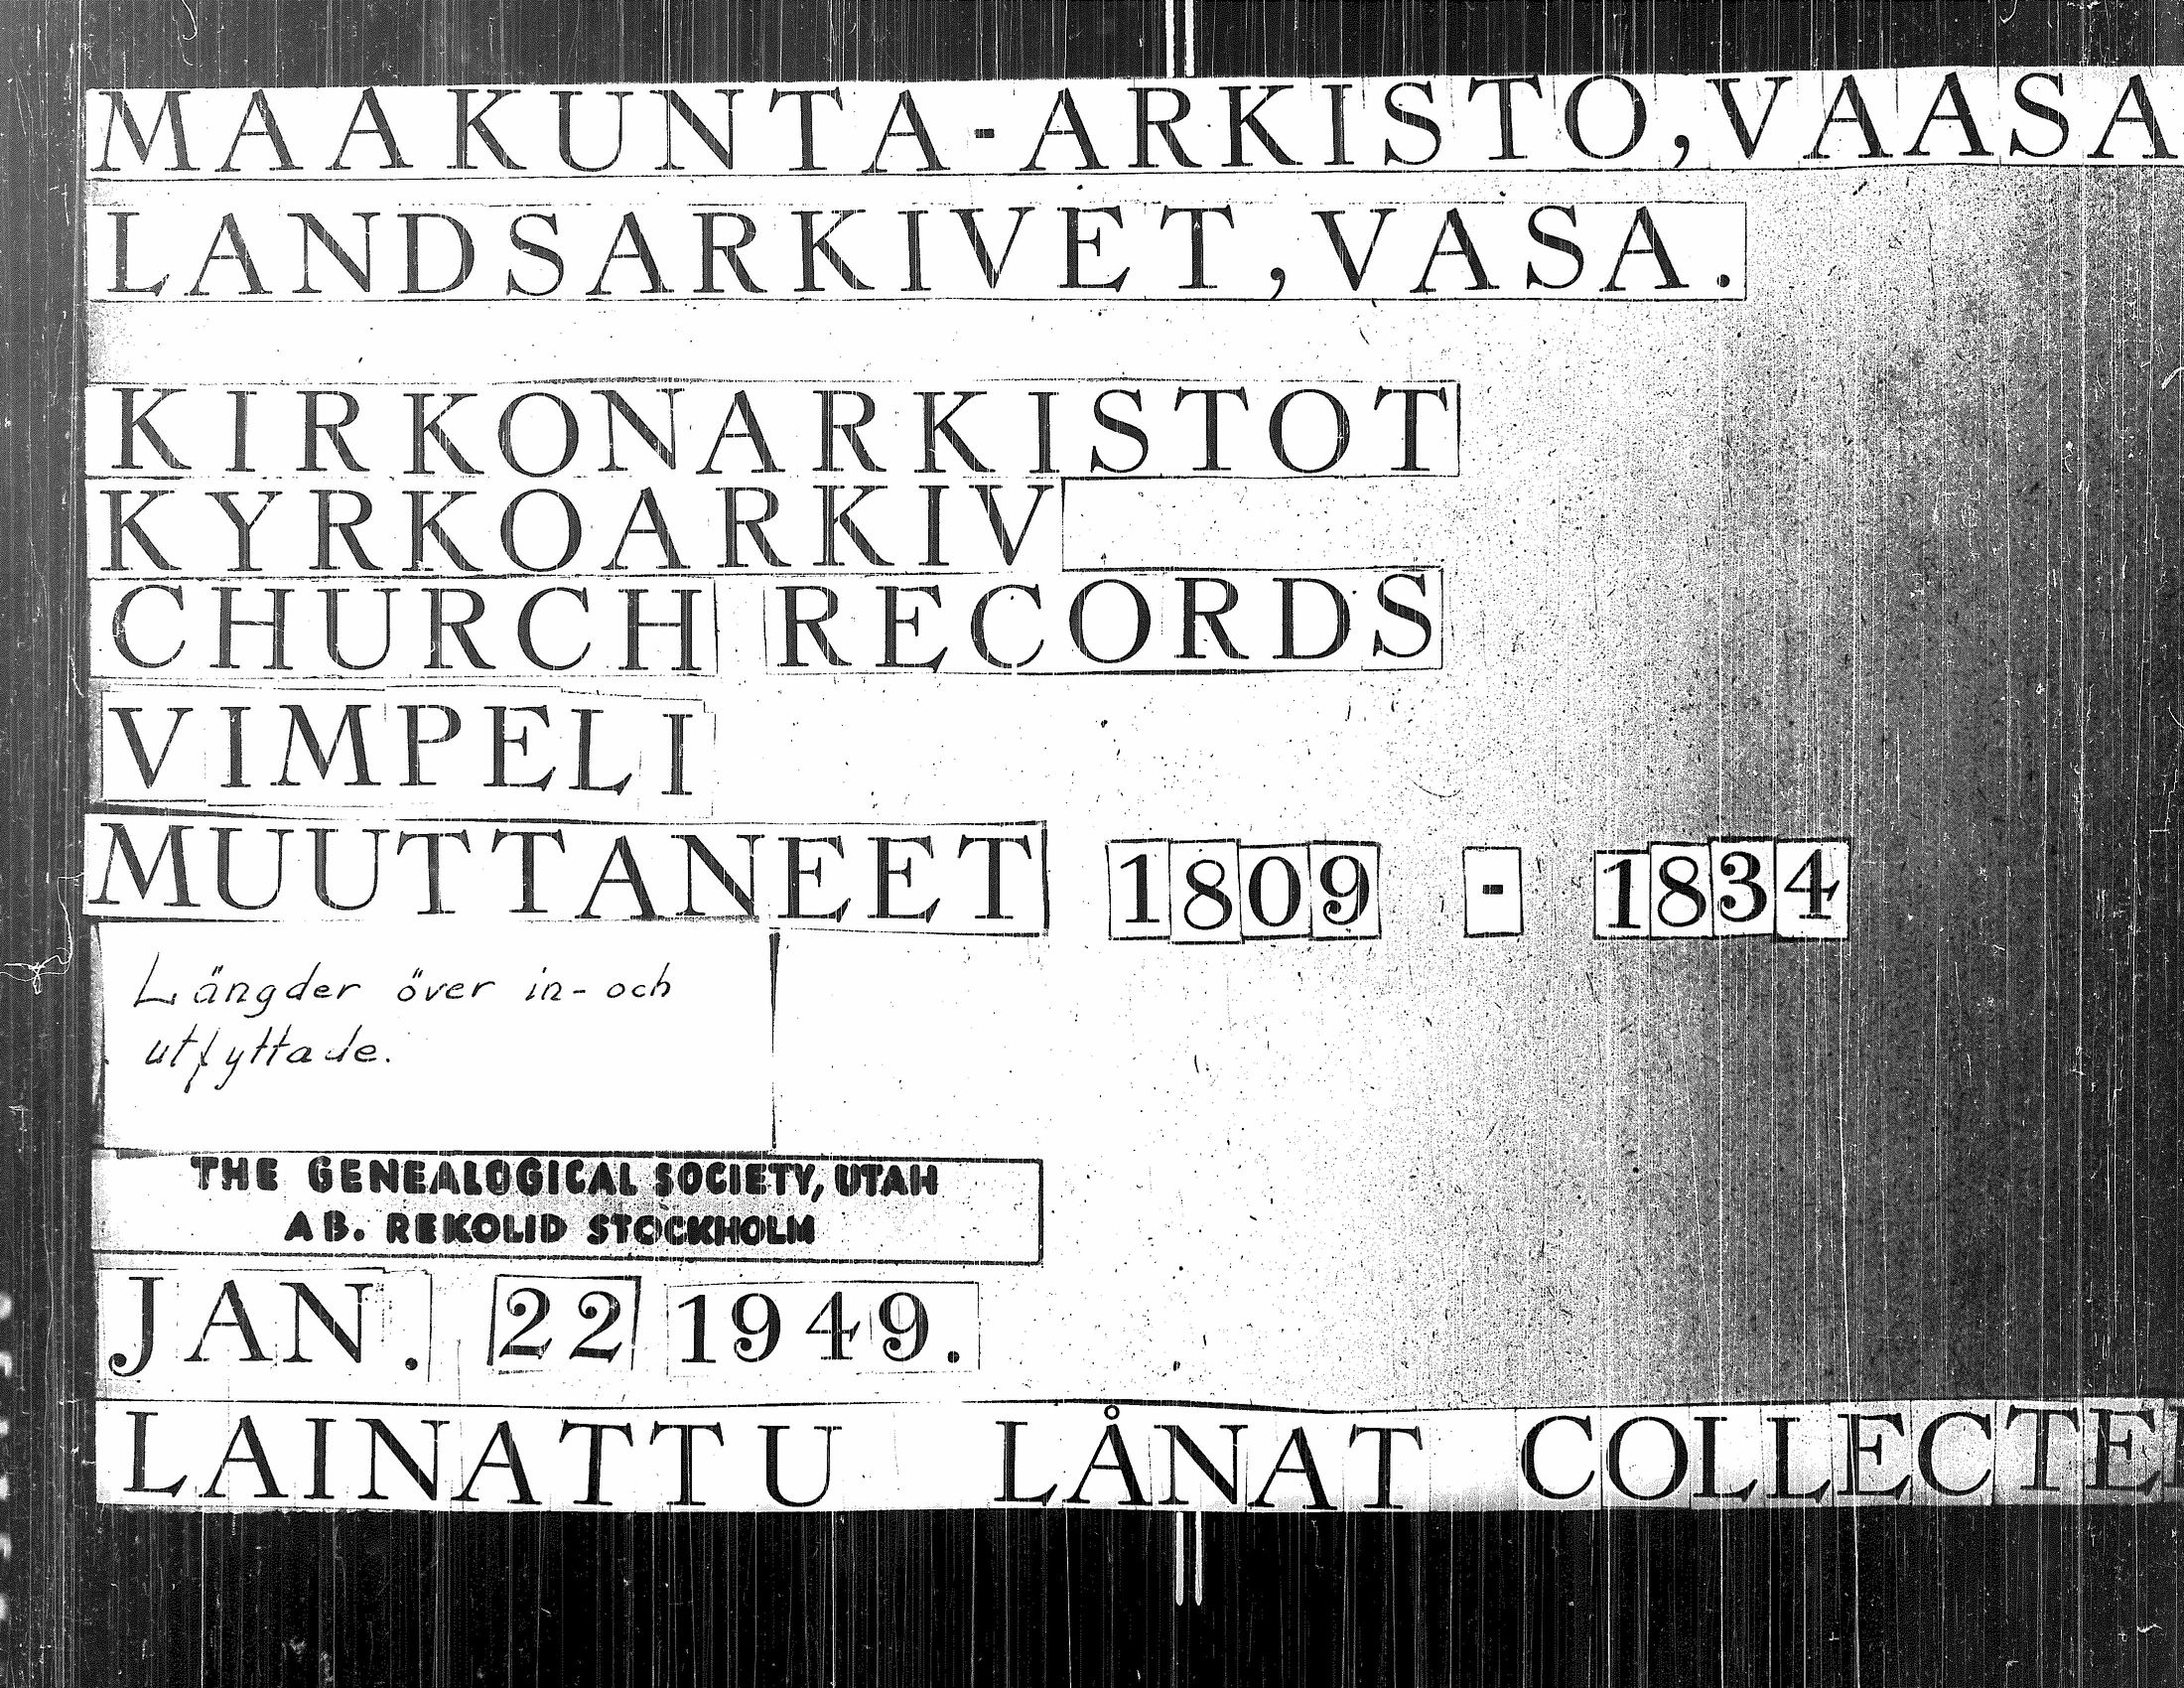 MAAKUNTA-ARKISTO, VAASA
LANDSARKIVET, VASA.
KIRKONARKISTOT
KYRKOARKIV
CHURCH RECORDS
VIMPELI
MUUTTANEET 1809 - 1834
Längder över in- och
utflyttade.
THE GENEALOGICAL SOCIETY, UTAH
AB. REKOLID STOCKHOLM
JAN. 22 1949.
LAINATTU LÅNAT COLLECTE